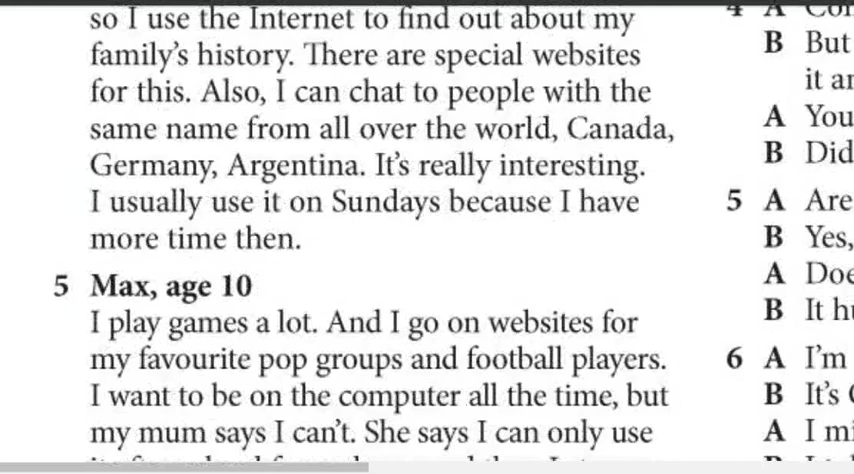 so I use the Internet to find out about my
family's history. There are special websites
for this. Also, I can chat to people with the
same name from all over the world, Canada,
Germany, Argentina. It's really interesting.
I usually use it on Sundays because I have
more time then.
5 Max, age 10
I play games a lot. And I go on websites for
my favourite pop groups and football players.
I want to be on the computer all the time, but
my mum says I can't. She says I can only use
4 A
B But
A You
B Did
5 A Are
B Yes,
A
B It
6 A I'm
B It's
A I